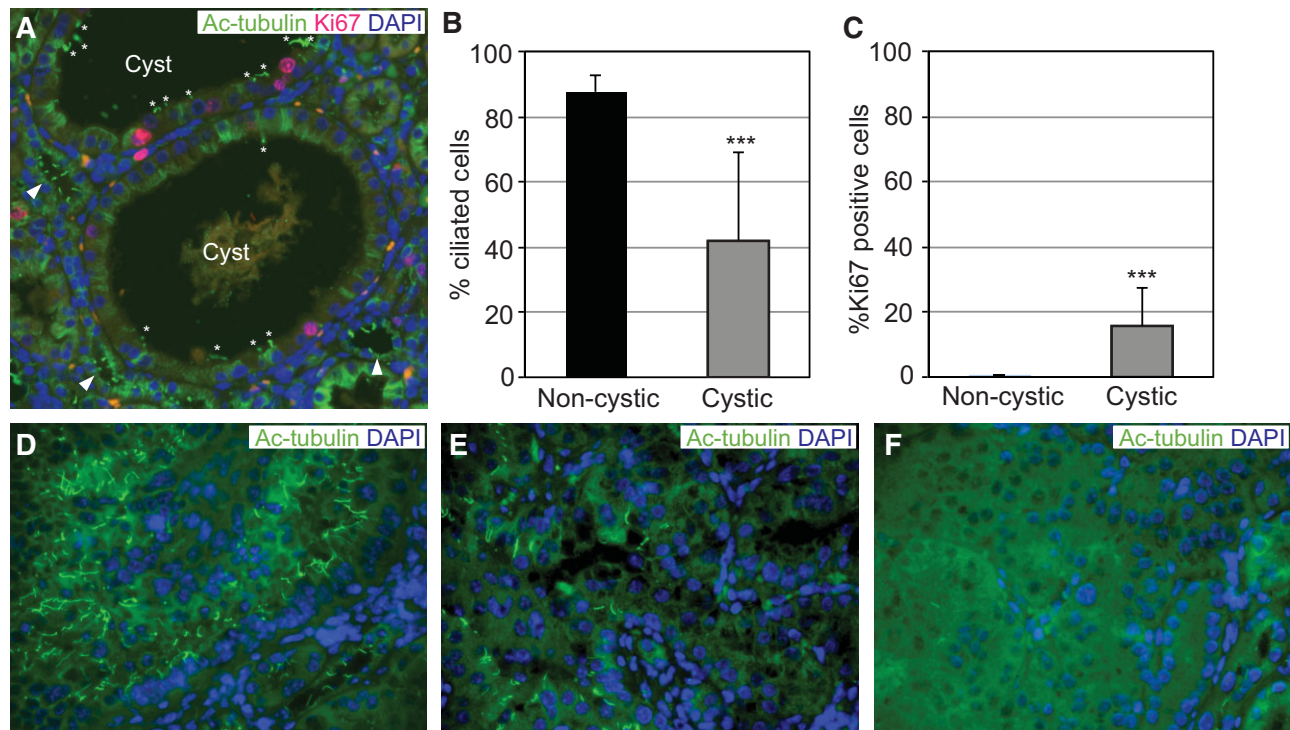 A
Ac-tubulin Ki67 DAPI
Cyst
Cyst
* * * * * * * * * * * * * * *
B
100
80
60
40
20
0
% ciliated cells
***
Non-cystic Cystic
C
100
80
60
40
20
0
%Ki67 positive cells
***
Non-cystic Cystic
D
Ac-tubulin DAPI
E
Ac-tubulin DAPI
F
Ac-tubulin DAPI